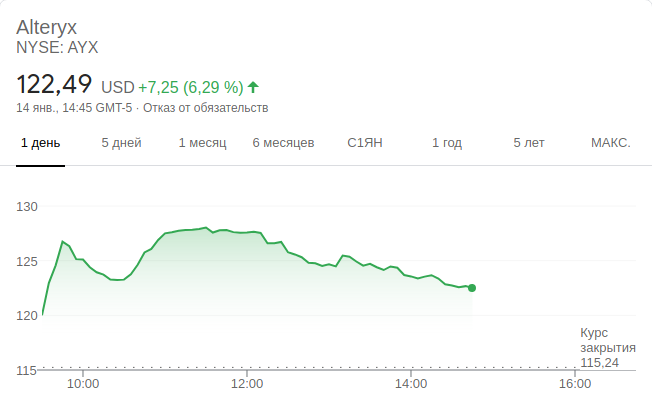 Alteryx
NYSE: AYX
122,49 USD +7,25 (6,29 %)
14 янв., 14:45 GMT-5 · Отказ от обязательств
1 день 5 дней 1 месяц 6 месяцев С1ЯН 1 год 5 лет МАКС.
130
125
120
Курс
закрытия
115,24
115
10:00 12:00 14:00 16:00